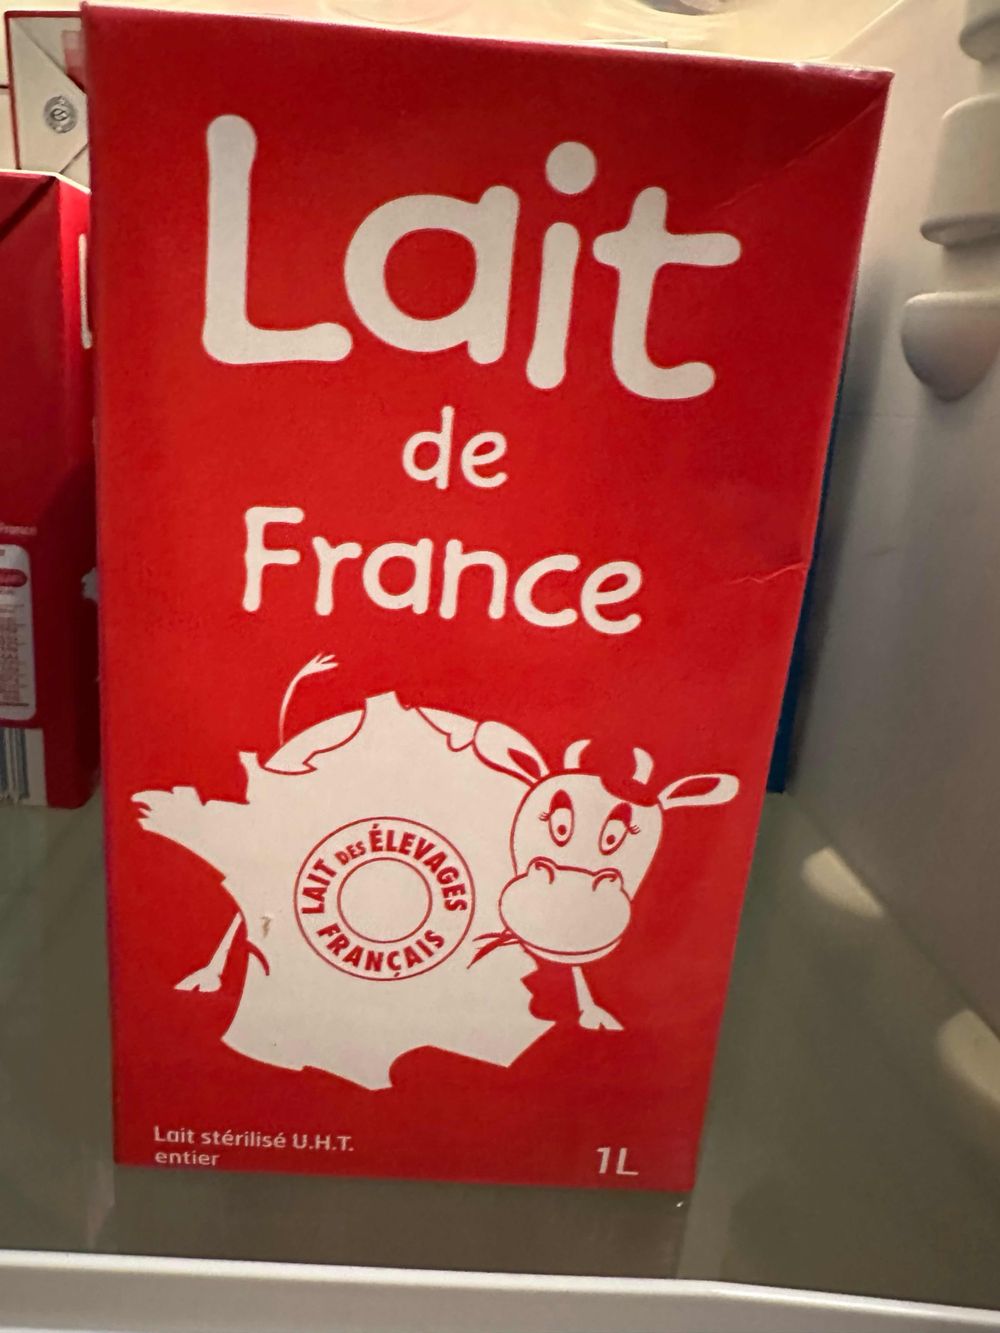 Lait
de
France
LAIT DES ÉLEVAGES
FRANÇAIS
Lait stérilisé U.H.T.
entier
1L